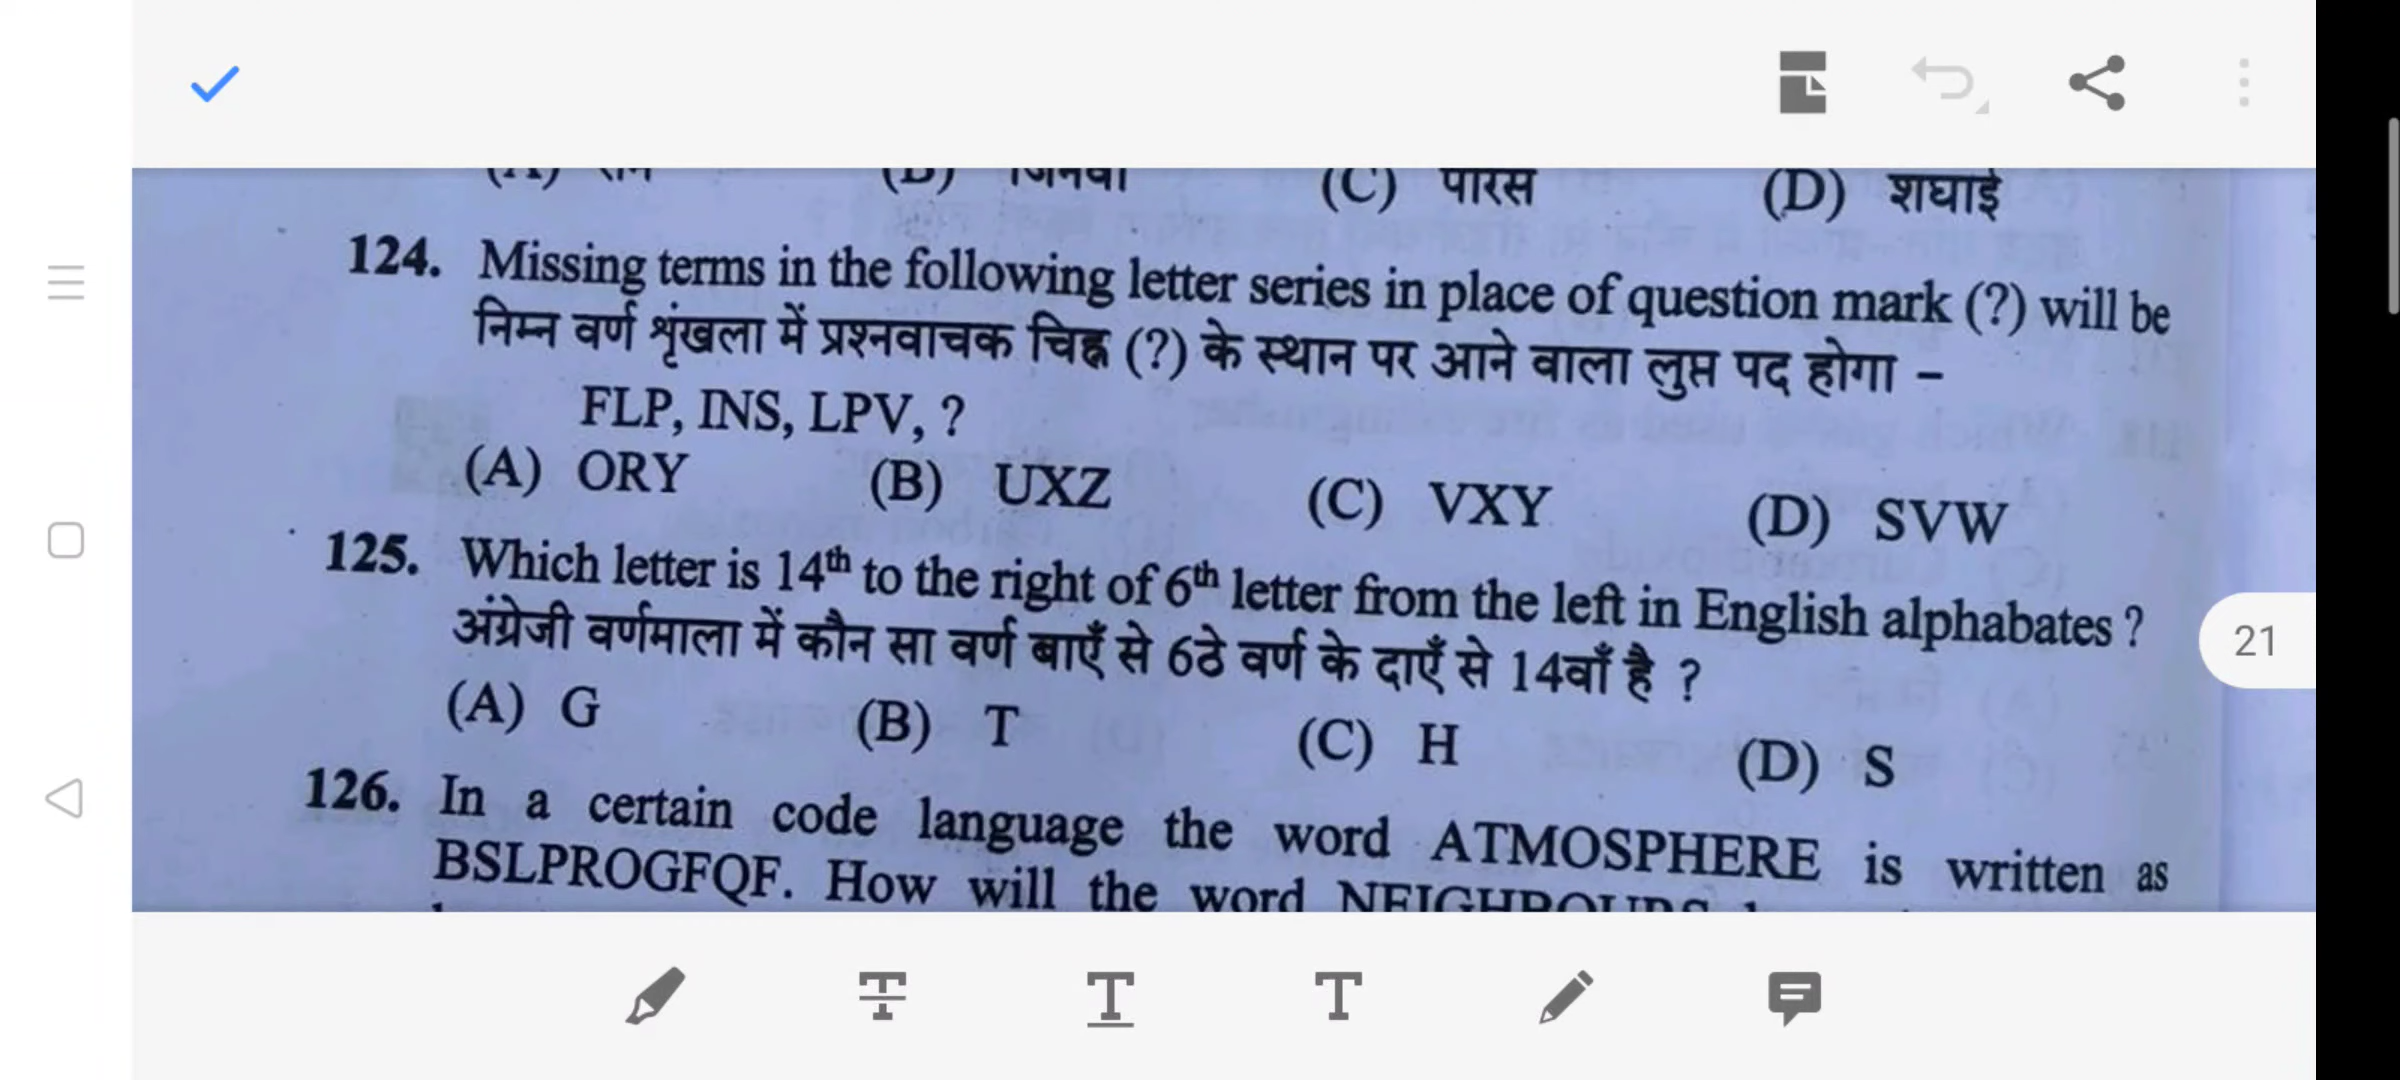 (C) पारस (D) शघाई
124. Missing terms in the following letter series in place of question mark (?) will be
निम्न वर्ण शृंखला में प्रश्नवाचक चिह्न (?) के स्थान पर आने वाला लुप्त पद होगा –
FLP, INS, LPV, ?
(A) ORY (B) UXZ (C) VXY (D) SVW
125. Which letter is 14th to the right of 6th letter from the left in English alphabates ?
अंग्रेजी वर्णमाला में कौन सा वर्ण बाएँ से 6ठे वर्ण के दाएँ से 14वाँ है ?
21
(A) G (B) T (C) H (D) S
126. In a certain code language the word ATMOSPHERE is written as
BSLPROGFQF. How will the word NEIGHBOURS